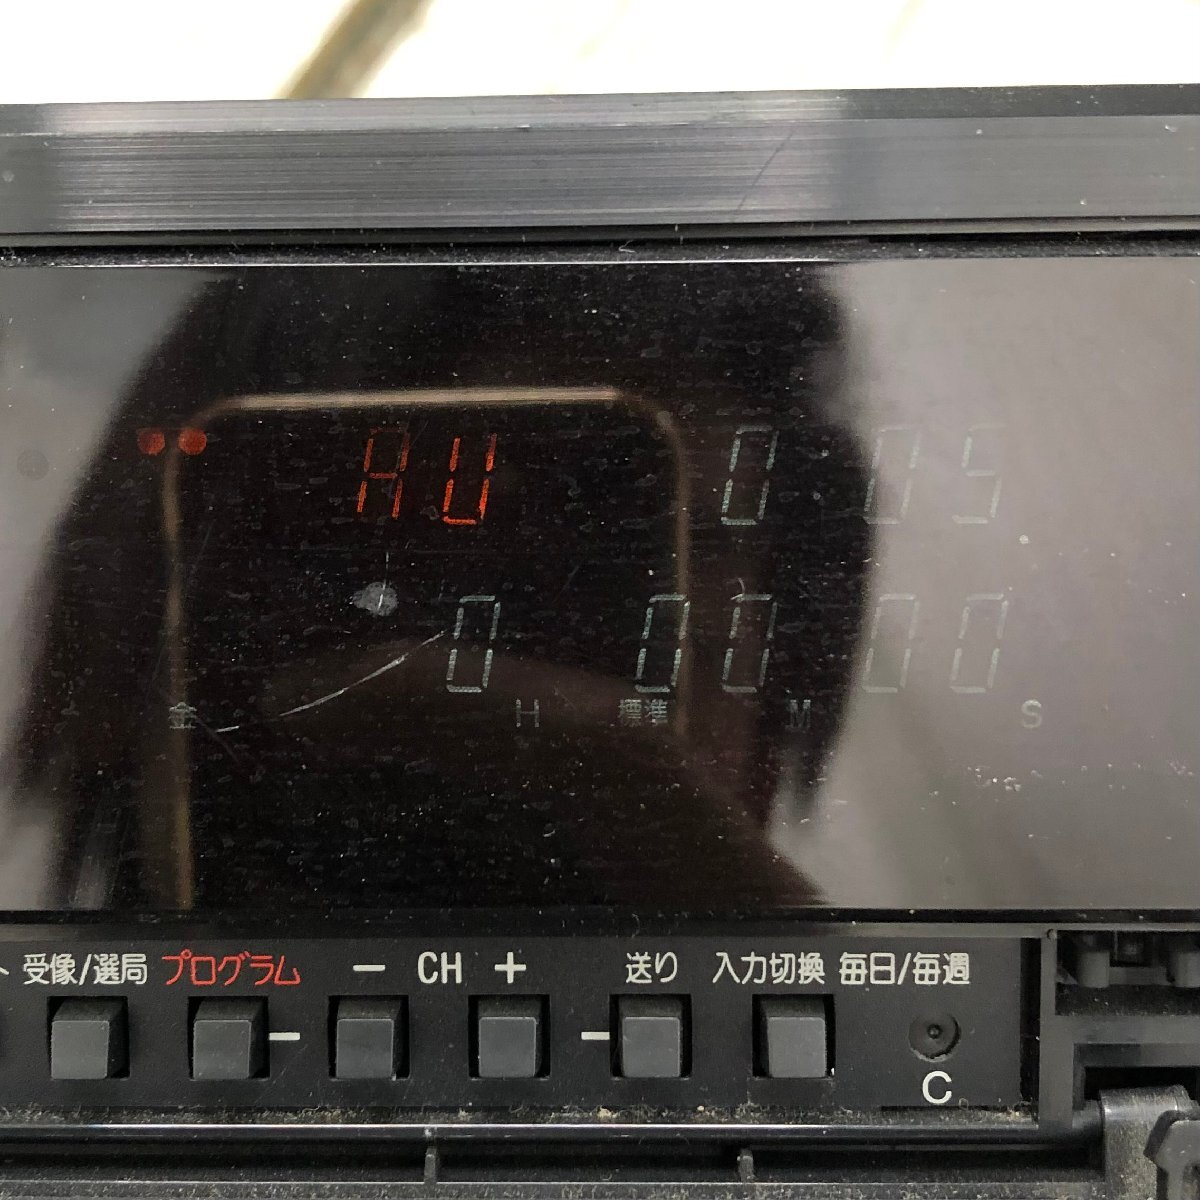 AU 0 05
0 00 00
金 H 標準 M S
ト 受像/選局 プログラム − CH + 送り 入力切換 毎日/毎週
C